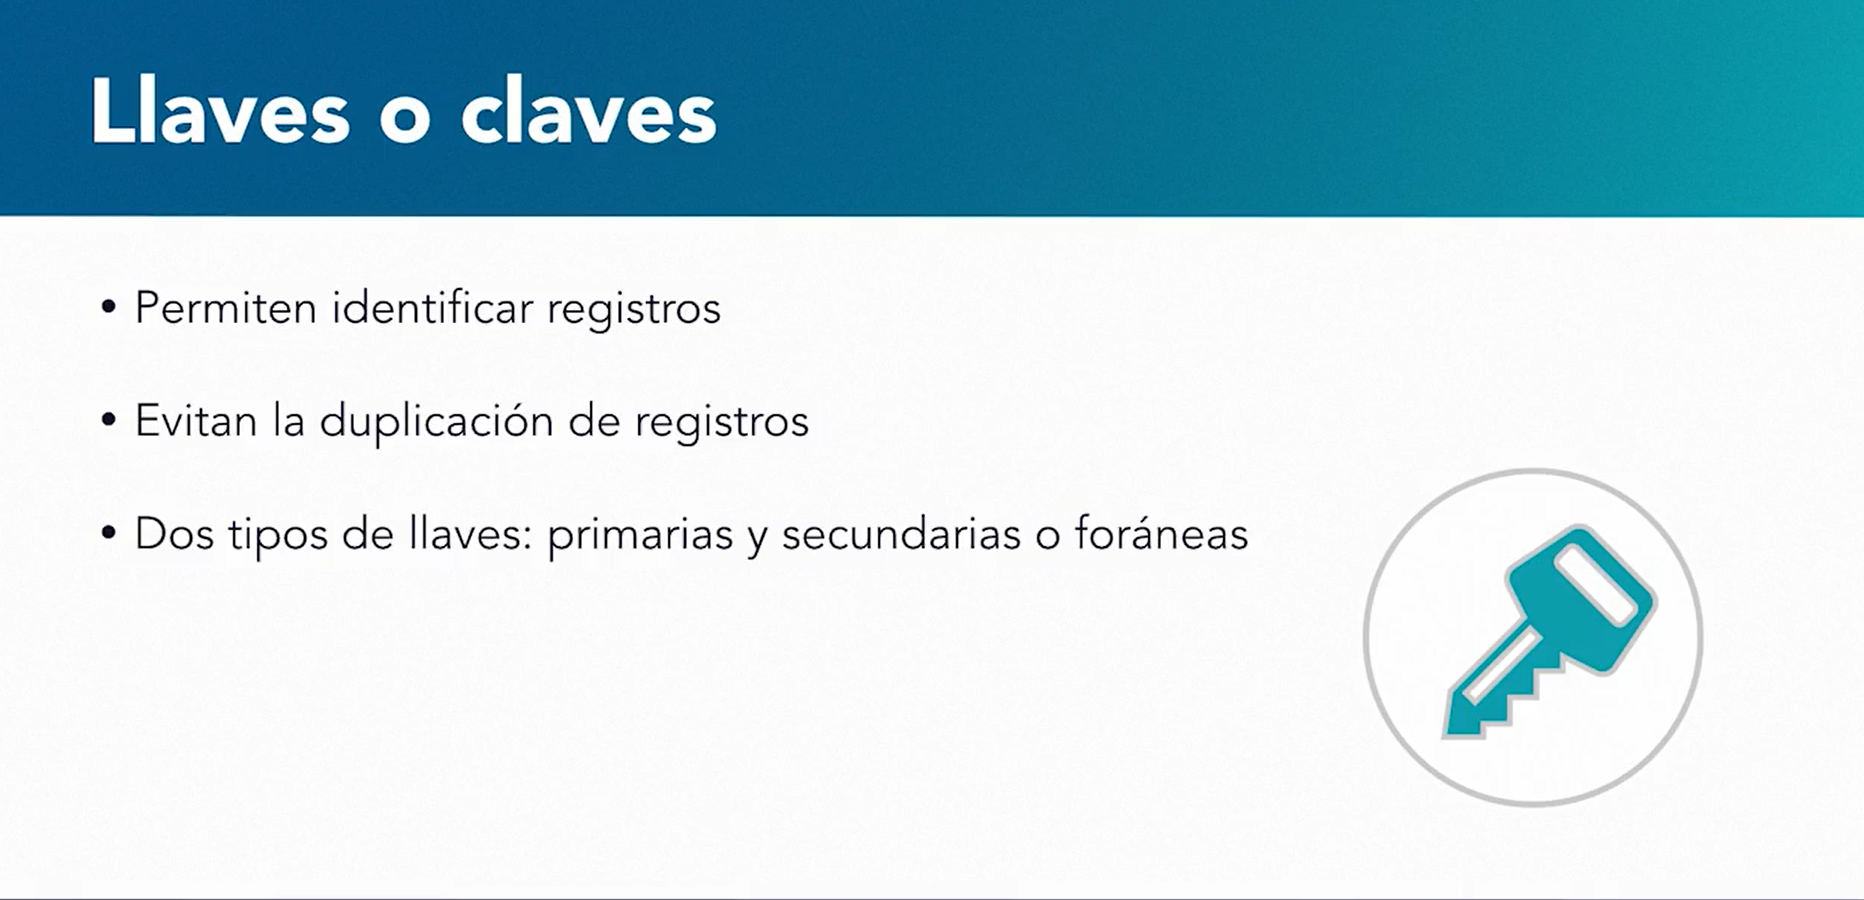 Llaves o claves
• Permiten identificar registros
• Evitan la duplicación de registros
• Dos tipos de llaves: primarias y secundarias o foráneas